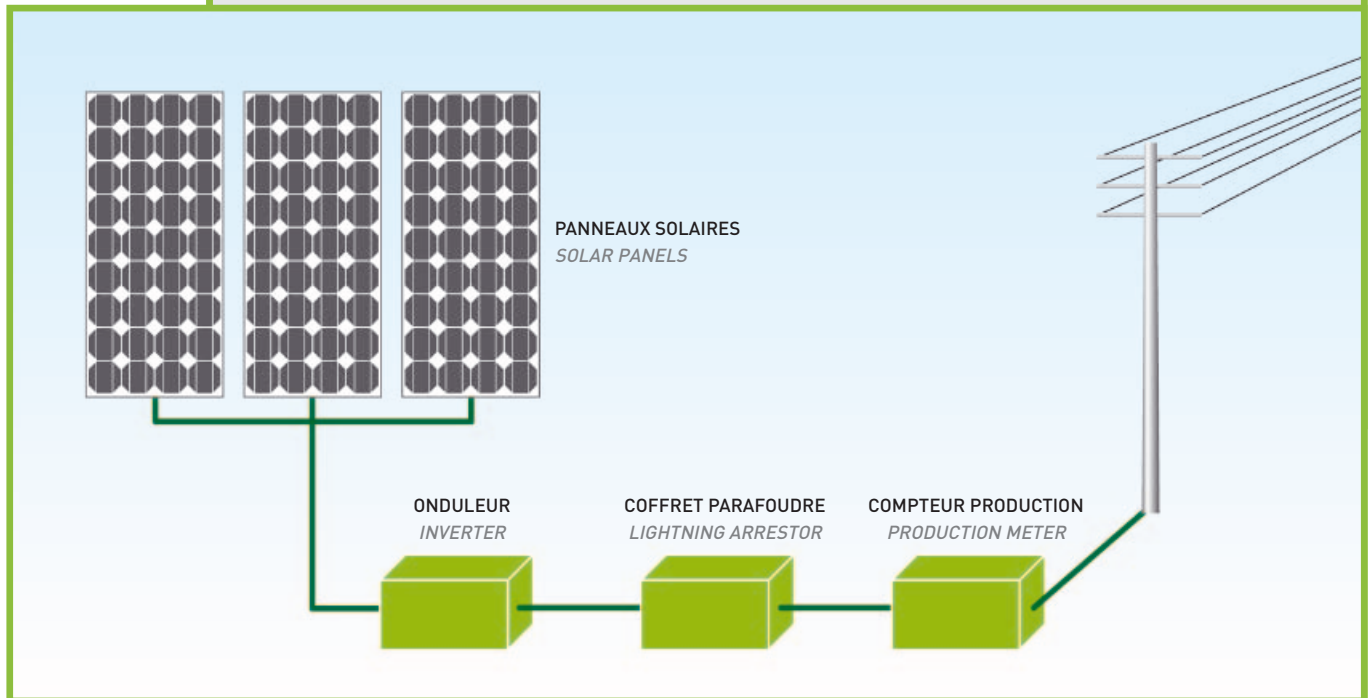 PANNEAUX SOLAIRES
SOLAR PANELS
ONDULEUR
INVERTER
COFFRET PARAFOUDRE
LIGHTNING ARRESTOR
COMPTEUR PRODUCTION
PRODUCTION METER